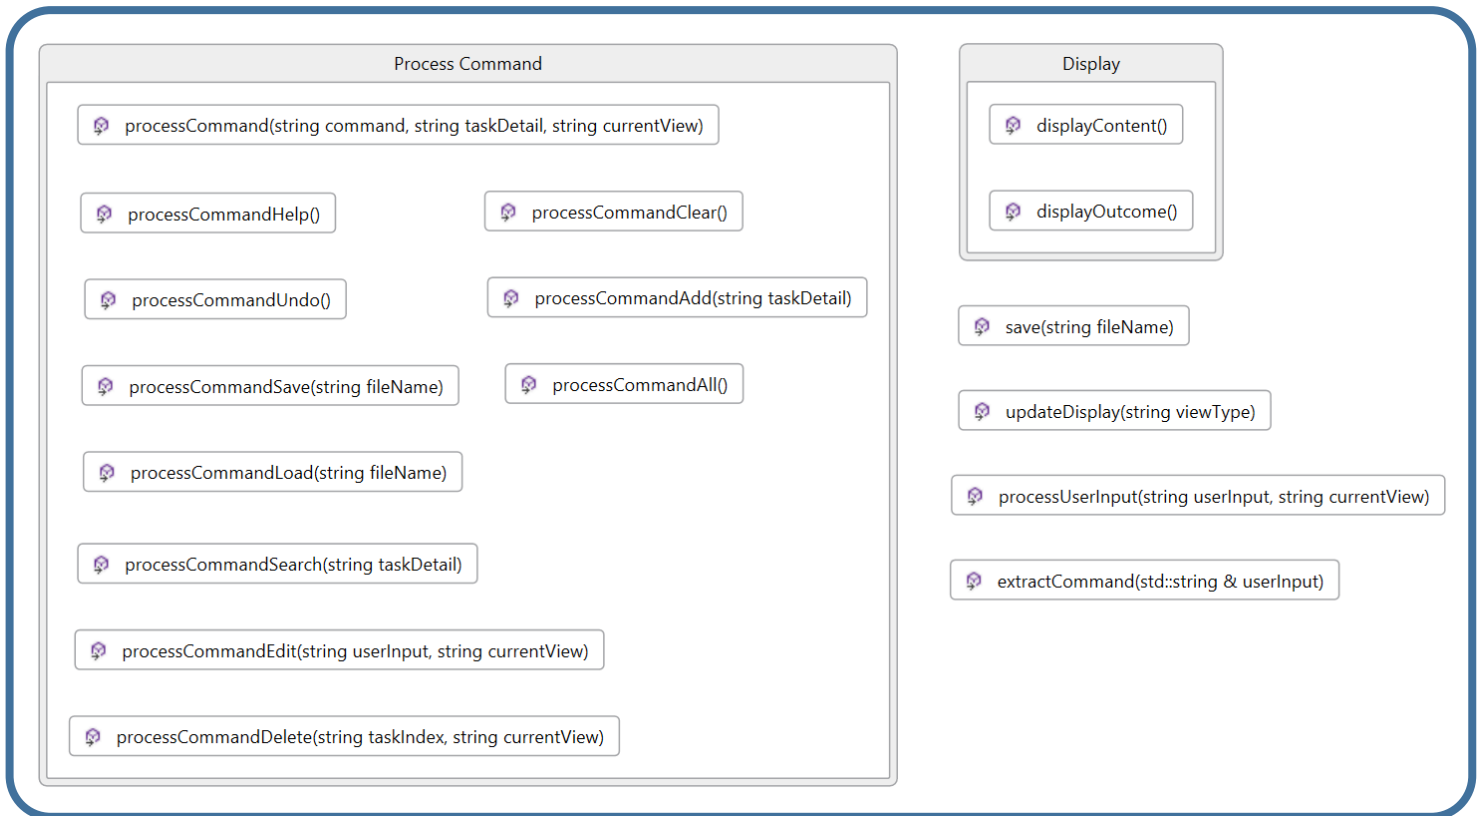 Process Command
processCommand(string command, string taskDetail, string currentView)
processCommandHelp()
processCommandClear()
processCommandUndo()
processCommandAdd(string taskDetail)
processCommandSave(string fileName)
processCommandAll()
processCommandLoad(string fileName)
processCommandSearch(string taskDetail)
processCommandEdit(string userInput, string currentView)
processCommandDelete(string taskIndex, string currentView)
Display
displayContent()
displayOutcome()
save(string fileName)
updateDisplay(string viewType)
processUserInput(string userInput, string currentView)
extractCommand(std::string & userInput)